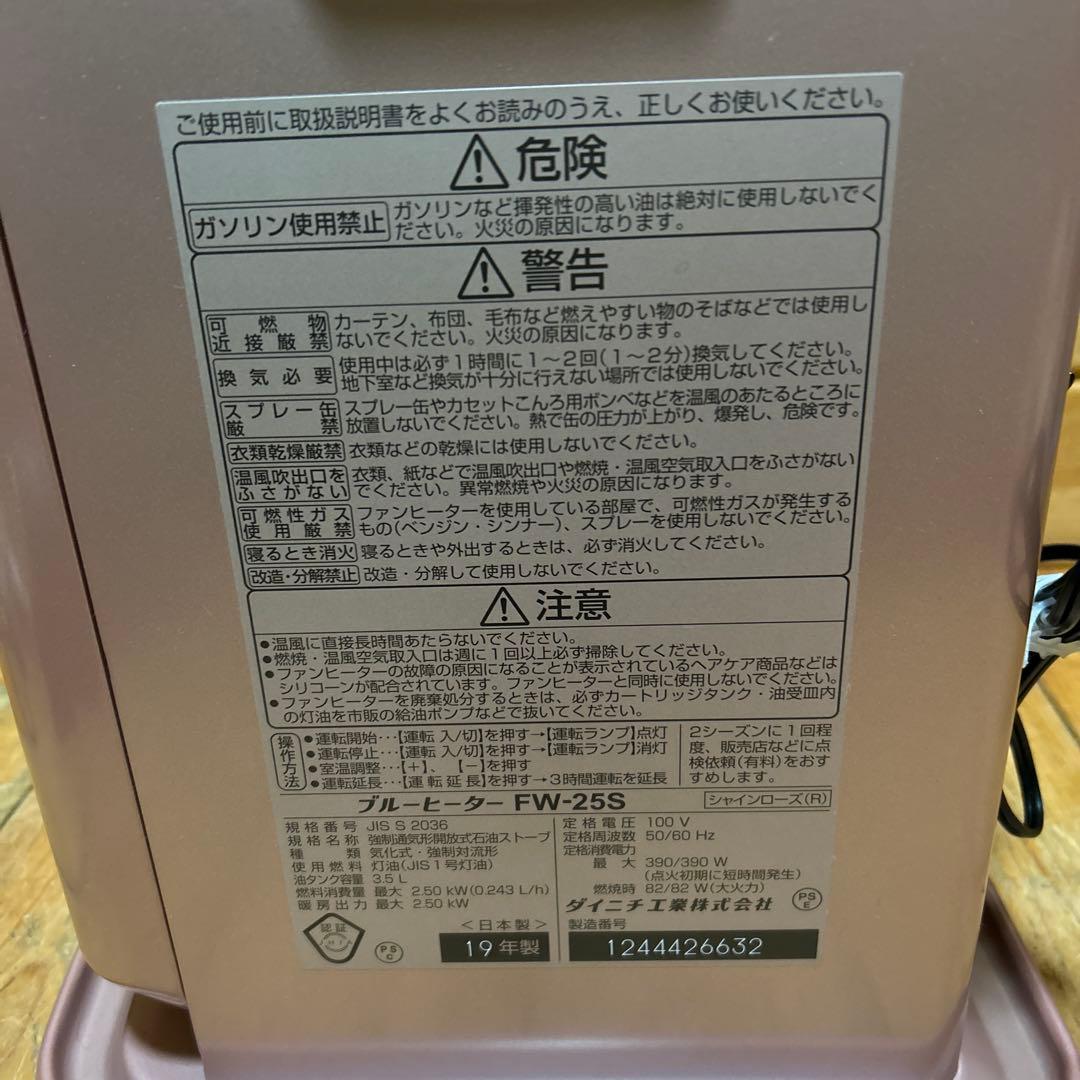 ご使用前に取扱説明書をよくお読みのうえ、正しくお使いください。
危険
ガソリン使用禁止 ガソリンなど揮発性の高い油は絶対に使用しないでく
ださい。火災の原因になります。
警告
可燃物
近接厳禁 カーテン、布団、毛布など燃えやすい物のそばなどでは使用し
ないでください。火災の原因になります。
換気必要 使用中は必ず1時間に1〜2回(1〜2分)換気してください。
地下室など換気が十分に行えない場所では使用しないでください。
スプレー缶
厳禁 スプレー缶やカセットこんろ用ボンベなどを温風のあたるところに
放置しないでください。熱で缶の圧力が上がり、爆発し、危険です。
衣類乾燥厳禁 衣類などの乾燥には使用しないでください。
温風吹出口を
ふさがない 衣類、紙などで温風吹出口や燃焼・温風空気取入口をふさがない
でください。異常燃焼や火災の原因になります。
可燃性ガス
使用厳禁 ファンヒーターを使用している部屋で、可燃性ガスが発生する
もの(ベンジン・シンナー)、スプレーを使用しないでください。
寝るとき消火 寝るときや外出するときは、必ず消火してください。
改造・分解禁止 改造・分解して使用しないでください。
注意
●温風に直接長時間あたらないでください。
●燃焼・温風空気取入口は週に1回以上必ず掃除してください。
●ファンヒーターの故障の原因になることが表示されているヘアケア商品などは
シリコーンが配合されています。ファンヒーターと同時に使用しないでください。
●ファンヒーターを廃棄処分するときは、必ずカートリッジタンク・油受皿内
の灯油を市販の給油ポンプなどで抜いてください。
操作方法
●運転開始…【運転 入/切】を押す→【運転ランプ】点灯
●運転停止…【運転 入/切】を押す→【運転ランプ】消灯
●室温調整…【+】、【−】を押す
●運転延長…【運転延長】を押す→3時間運転を延長
2シーズンに1回程
度、販売店などに点
検依頼(有料)をおす
すめします。
ブルーヒーター FW-25S
シャインローズ(R)
規格番号 JIS S 2036
規格名称 強制通気形開放式石油ストーブ
種類 気化式・強制対流形
使用燃料 灯油(JIS1号灯油)
油タンク容量 3.5 L
燃料消費量 最大 2.50 kW(0.243 L/h)
暖房出力 最大 2.50 kW
認証
JHIA
PS
C
<日本製>
19年製
定格電圧 100 V
定格周波数 50/60 Hz
定格消費電力
最大 390/390 W
(点火初期に短時間発生)
燃焼時 82/82 W(大火力)
ダイニチ工業株式会社
PS
E
製造番号
1244426632